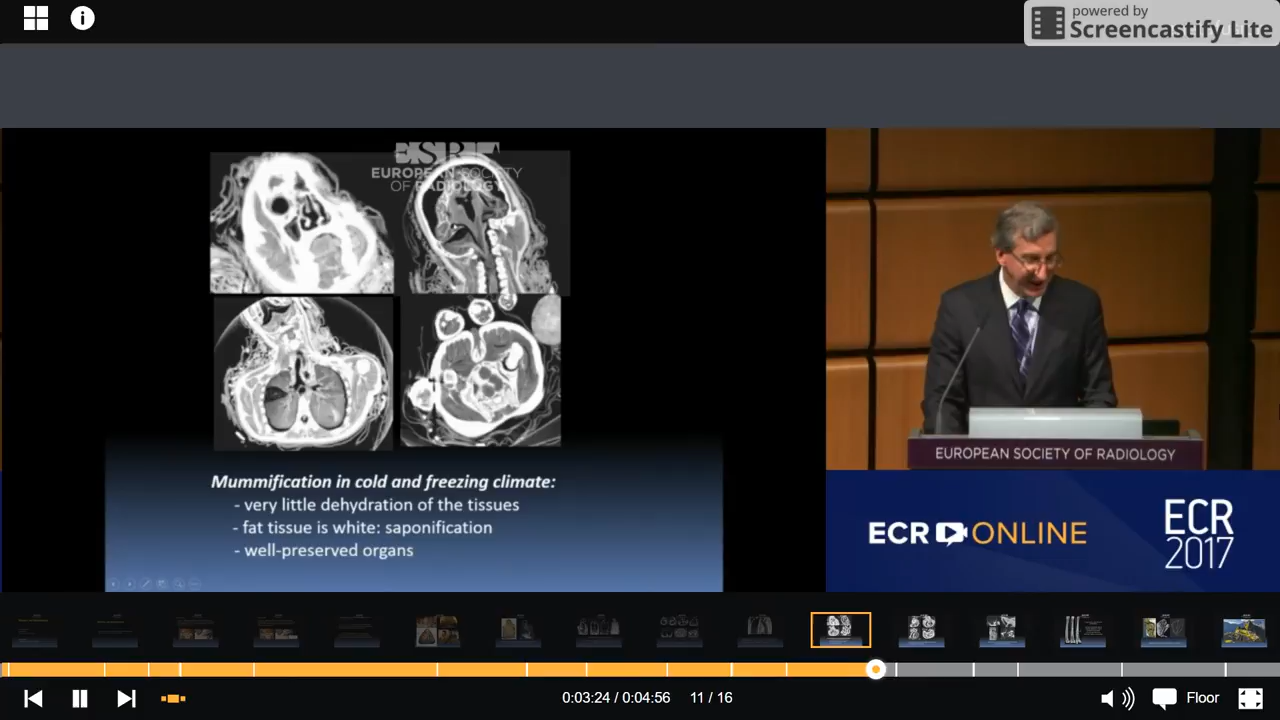 powered by
Screencastify Lite
ESR
EUROPEAN SOCIETY
OF RADIOLOGY
Mummification in cold and freezing climate:
- very little dehydration of the tissues
- fat tissue is white: saponification
- well-preserved organs
EUROPEAN SOCIETY OF RADIOLOGY
ECR ONLINE
ECR
2017
0:03:24 / 0:04:56
11 / 16
Floor